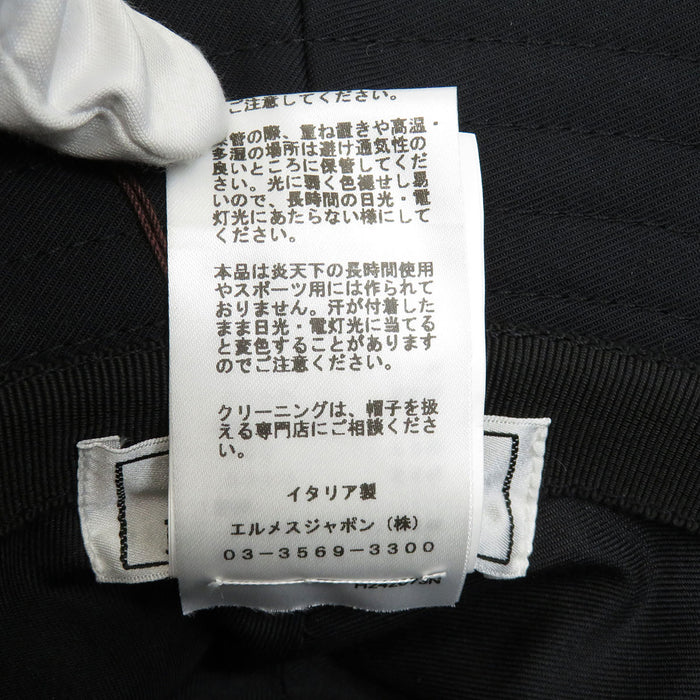 ご注意してください。
保管の際、重ね置きや高温・
多湿の場所は避け通気性の
良いところに保管してくだ
さい。光に弱く色褪せし易
いので、長時間の日光・電
灯光にあたらない様にして
ください。
本品は炎天下の長時間使用
やスポーツ用には作られて
おりません。汗が付着した
まま日光・電灯光に当てる
と変色することがあります
のでご注意ください。
クリーニングは、帽子を扱
える専門店にご相談くださ
い。
イタリア製
エルメスジャポン（株）
03-3569-3300